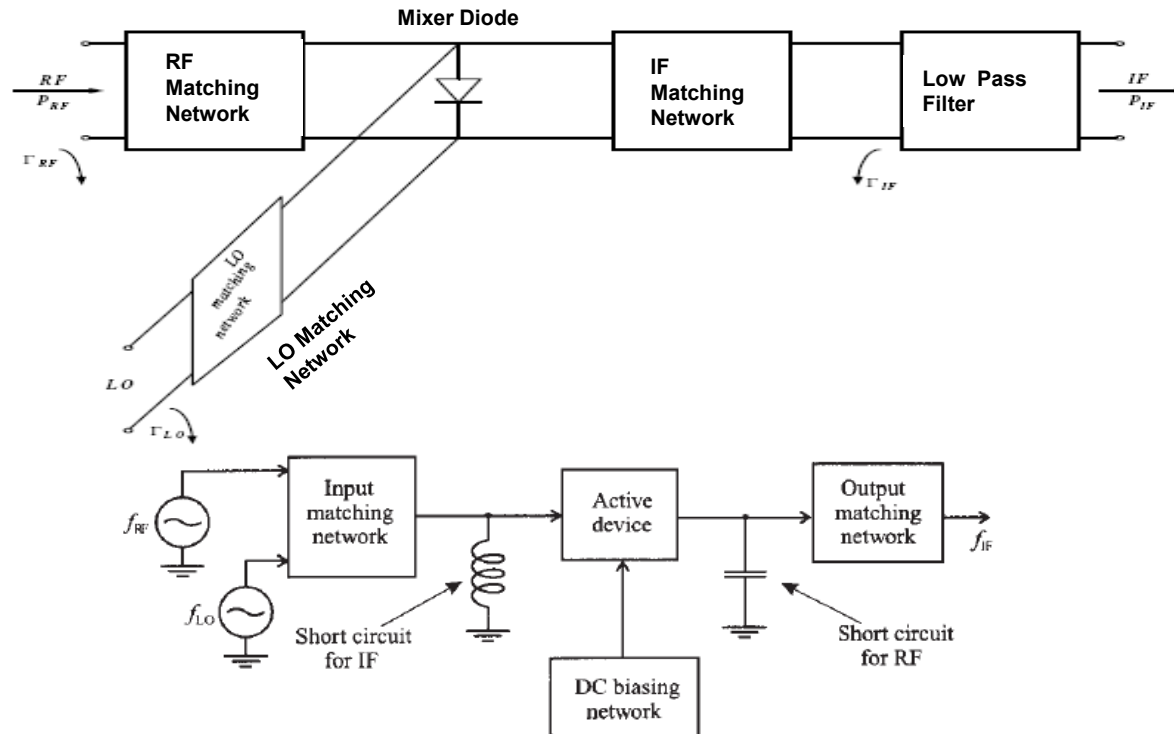 Mixer Diode
RF
P_RF
RF
Matching
Network
IF
Matching
Network
Low Pass
Filter
IF
P_IF
Γ_RF
Γ_IF
LO
matching
network
LO Matching
Network
LO
Γ_LO
f_RF
f_LO
Input
matching
network
Active
device
Output
matching
network
f_IF
Short circuit
for IF
Short circuit
for RF
DC biasing
network